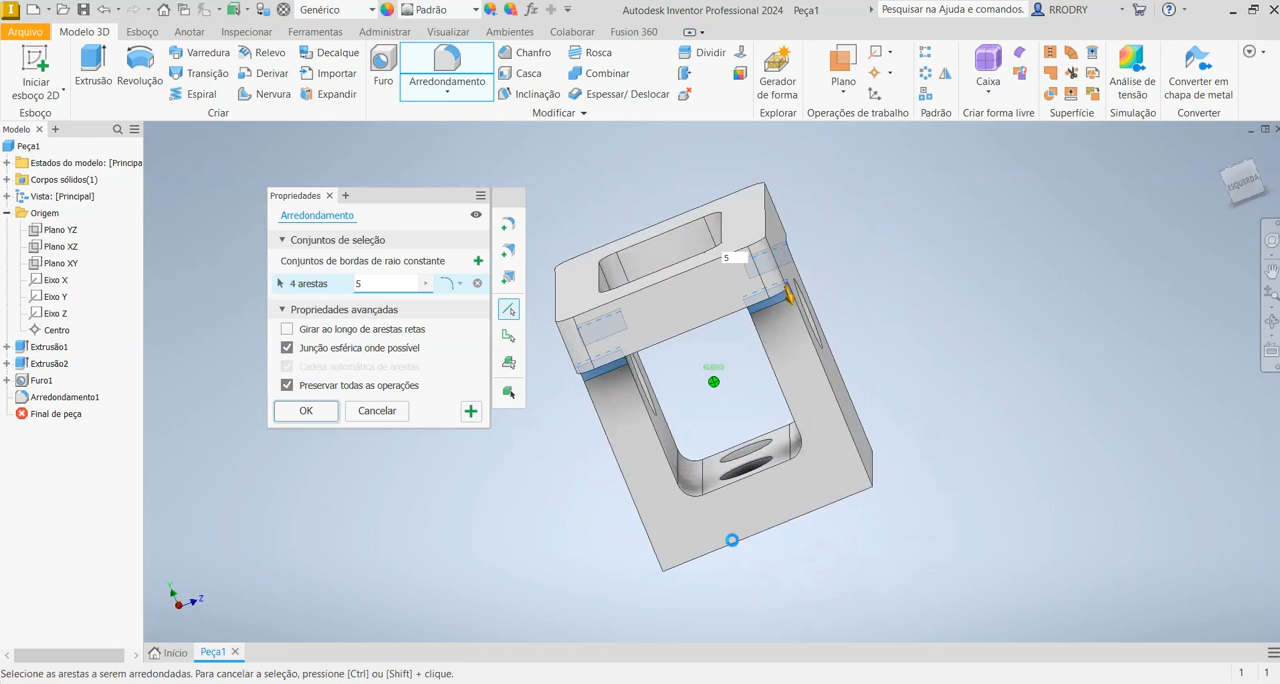 Genérico
Padrão
Autodesk Inventor Professional 2024 Peça1
Pesquisar na Ajuda e comandos.
RRODRY
Arquivo Modelo 3D Esboço Anotar Inspecionar Ferramentas Administrar Visualizar Ambientes Colaborar Fusion 360
Iniciar
esboço 2D
Extrusão
Revolução
Varredura
Transição
Espiral
Relevo
Derivar
Nervura
Decalque
Importar
Expandir
Furo
Arredondamento
Chanfro
Casca
Inclinação
Rosca
Combinar
Espessar/ Deslocar
Dividir
Gerador
de forma
Plano
Caixa
Análise de
tensão
Converter em
chapa de metal
Esboço
Criar
Modificar
Explorar
Operações de trabalho
Padrão
Criar forma livre
Superfície
Simulação
Converter
Modelo
Peça1
Estados do modelo: [Principa
Corpos sólidos(1)
Vista: [Principal]
Origem
Plano YZ
Plano XZ
Plano XY
Eixo X
Eixo Y
Eixo Z
Centro
Extrusão1
Extrusão2
Furo1
Arredondamento1
Final de peça
Propriedades
Arredondamento
Conjuntos de seleção
Conjuntos de bordas de raio constante
4 arestas 5
Propriedades avançadas
Girar ao longo de arestas retas
Junção esférica onde possível
Cadeia automática de arestas
Preservar todas as operações
OK Cancelar
5
ESQUERDA
Y
Z
Início Peça1
Selecione as arestas a serem arredondadas. Para cancelar a seleção, pressione [Ctrl] ou [Shift] + clique.
1 1